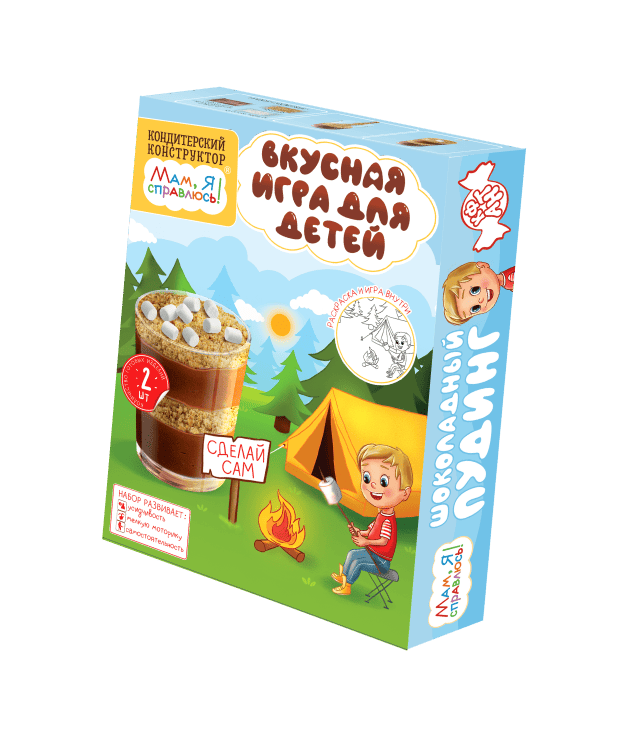 КОНДИТЕРСКИЙ
КОНСТРУКТОР
Мам, Я
справлюсь!
®
ВКУСНАЯ
ИГРА ДЛЯ
ДЕТЕЙ
РАСКРАСКА И ИГРА ВНУТРИ
2
ШТ
СДЕЛАЙ
САМ
НАБОР РАЗВИВАЕТ:
усидчивость
мелкую моторику
самостоятельность
ШОКОЛАДНЫЙ
ПУДИНГ
Мам, Я
справлюсь!